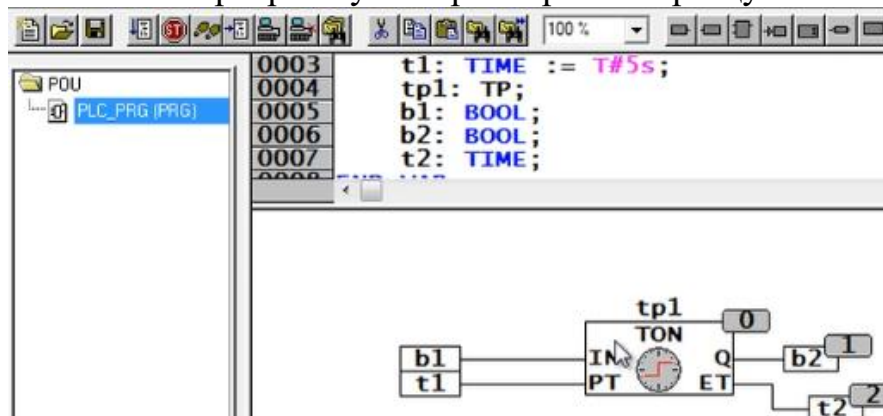 100 %
POU
PLC_PRG (PRG)
0003 t1: TIME := T#5s;
0004 tp1: TP;
0005 b1: BOOL;
0006 b2: BOOL;
0007 t2: TIME;
tp1
0
TON
b1 IN Q b2 1
t1 PT ET
t2 2